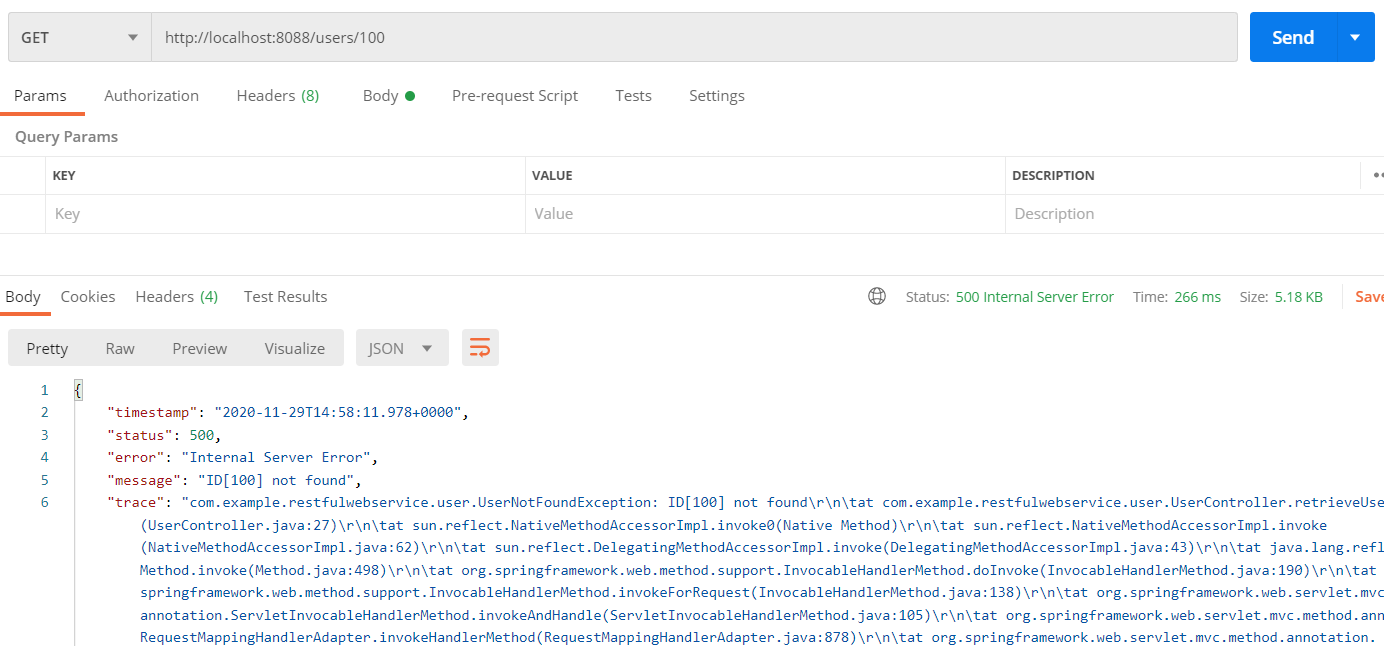 GET http://localhost:8088/users/100 Send
Params Authorization Headers (8) Body Pre-request Script Tests Settings
Query Params
KEY VALUE DESCRIPTION
Key Value Description
Body Cookies Headers (4) Test Results Status: 500 Internal Server Error Time: 266 ms Size: 5.18 KB Save
Pretty Raw Preview Visualize JSON
1 {
2 "timestamp": "2020-11-29T14:58:11.978+0000",
3 "status": 500,
4 "error": "Internal Server Error",
5 "message": "ID[100] not found",
6 "trace": "com.example.restfulwebservice.user.UserNotFoundException: ID[100] not found\r\n\tat com.example.restfulwebservice.user.UserController.retrieveUse
(UserController.java:27)\r\n\tat sun.reflect.NativeMethodAccessorImpl.invoke0(Native Method)\r\n\tat sun.reflect.NativeMethodAccessorImpl.invoke
(NativeMethodAccessorImpl.java:62)\r\n\tat sun.reflect.DelegatingMethodAccessorImpl.invoke(DelegatingMethodAccessorImpl.java:43)\r\n\tat java.lang.refl
Method.invoke(Method.java:498)\r\n\tat org.springframework.web.method.support.InvocableHandlerMethod.doInvoke(InvocableHandlerMethod.java:190)\r\n\tat
springframework.web.method.support.InvocableHandlerMethod.invokeForRequest(InvocableHandlerMethod.java:138)\r\n\tat org.springframework.web.servlet.mvc
annotation.ServletInvocableHandlerMethod.invokeAndHandle(ServletInvocableHandlerMethod.java:105)\r\n\tat org.springframework.web.servlet.mvc.method.ann
RequestMappingHandlerAdapter.invokeHandlerMethod(RequestMappingHandlerAdapter.java:878)\r\n\tat org.springframework.web.servlet.mvc.method.annotation.